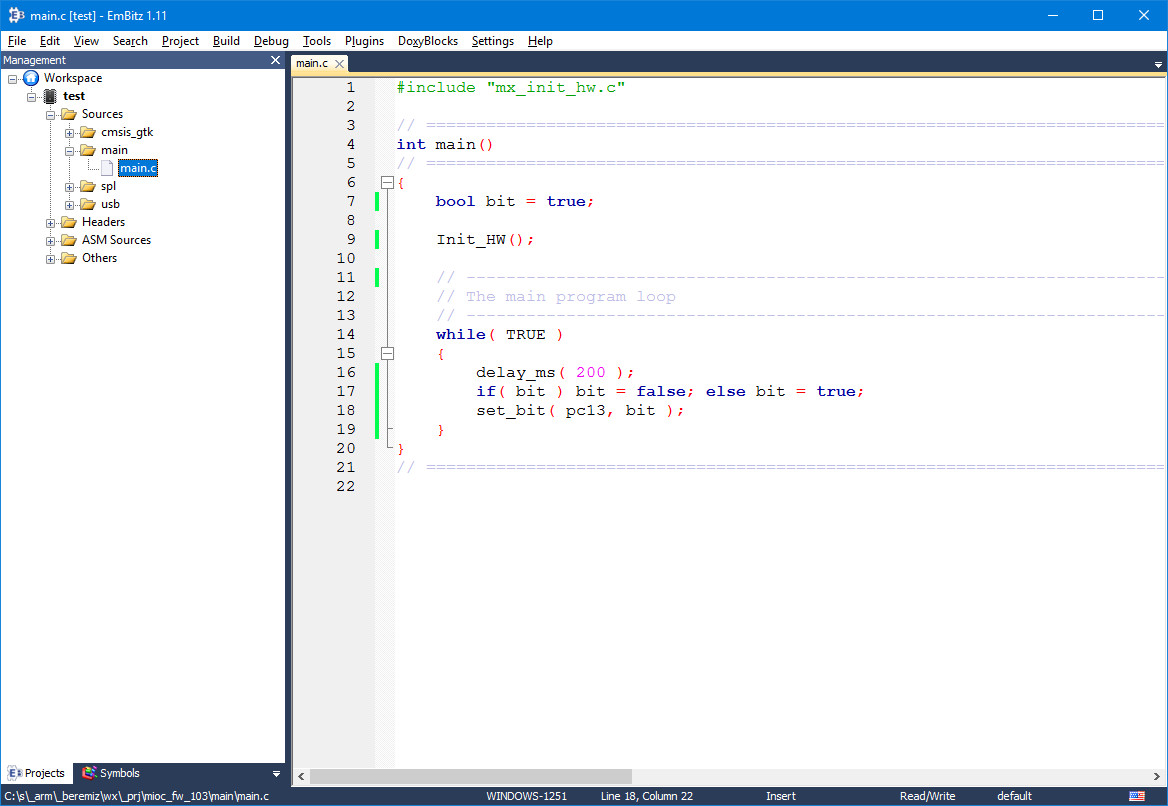 main.c [test] - EmBitz 1.11
File Edit View Search Project Build Debug Tools Plugins DoxyBlocks Settings Help
Management
Workspace
test
Sources
cmsis_gtk
main
main.c
spl
usb
Headers
ASM Sources
Others
main.c
1 #include "mx_init_hw.c"
2
3 // ==========================================================================
4 int main()
5 // ==========================================================================
6 {
7 bool bit = true;
8
9 Init_HW();
10
11 // ----------------------------------------------------------------------
12 // The main program loop
13 // ----------------------------------------------------------------------
14 while( TRUE )
15 {
16 delay_ms( 200 );
17 if( bit ) bit = false; else bit = true;
18 set_bit( pc13, bit );
19 }
20 }
21 // ==========================================================================
22
Projects Symbols
C:\s\_arm\_beremiz\wx\_prj\mioc_fw_103\main\main.c WINDOWS-1251 Line 18, Column 22 Insert Read/Write default